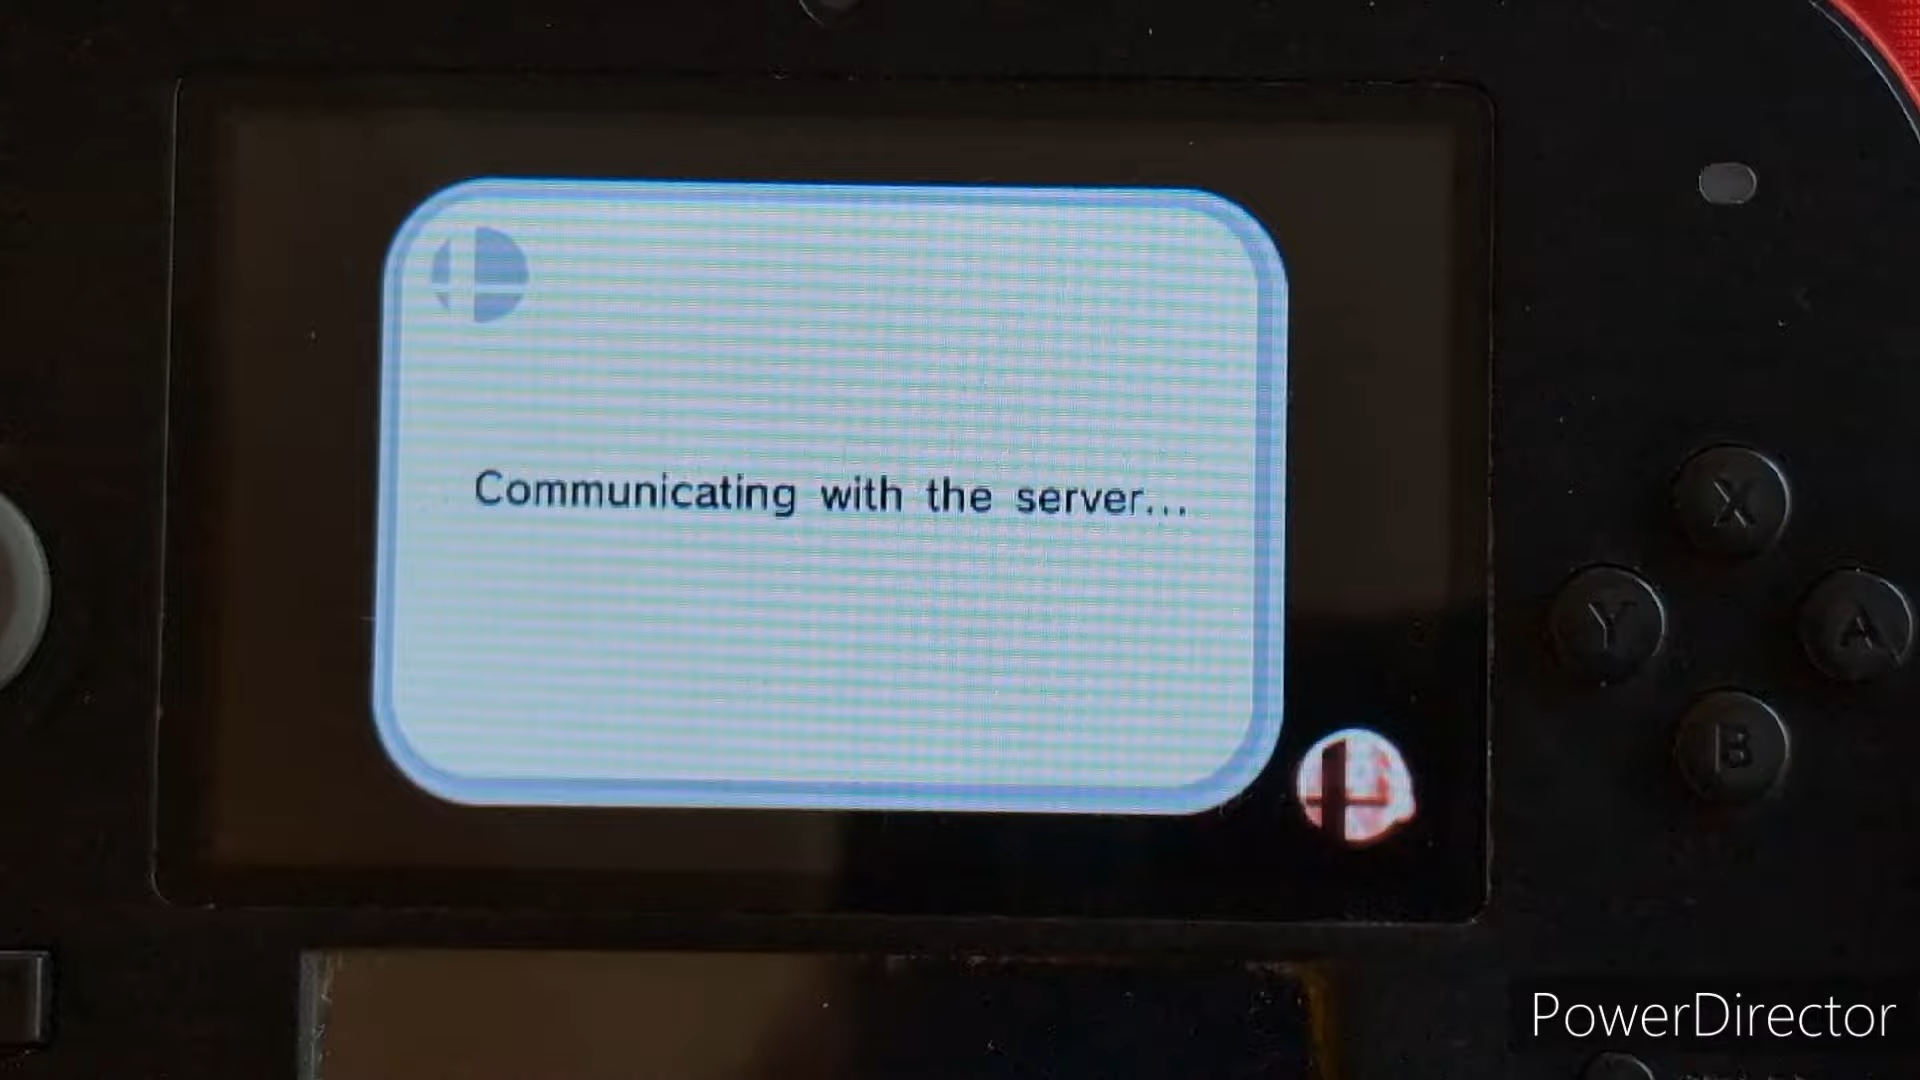 Communicating with the server...
X
Y
A
B
PowerDirector